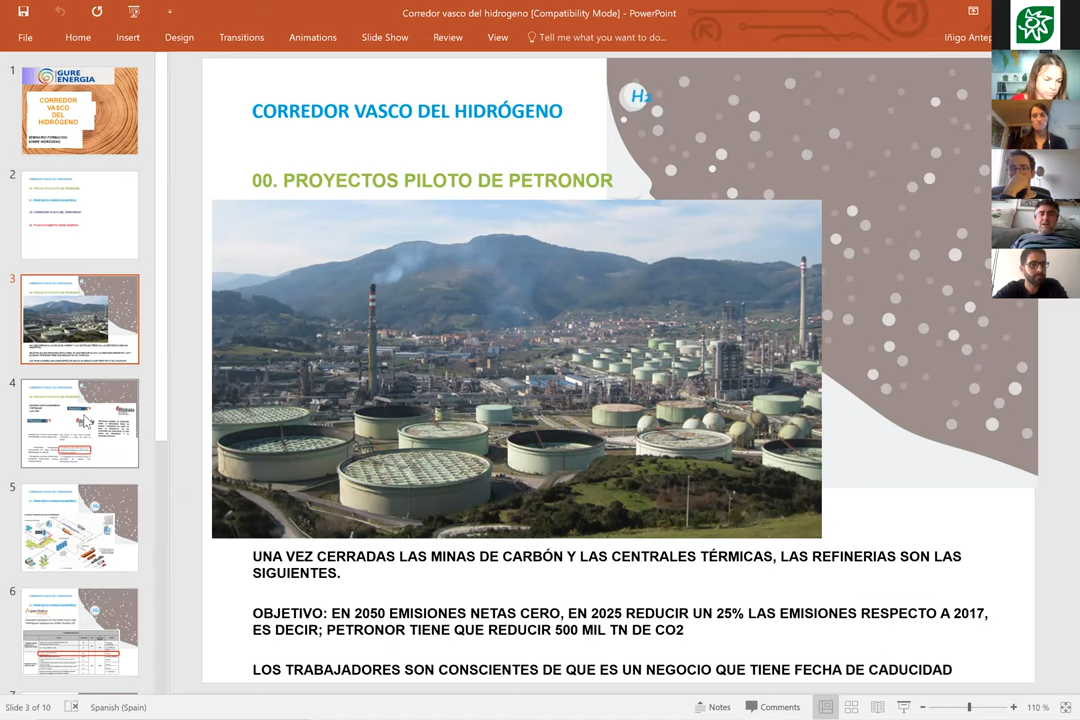 Corredor vasco del hidrogeno [Compatibility Mode] - PowerPoint
File Home Insert Design Transitions Animations Slide Show Review View Tell me what you want to do... Iñigo Antep
1
GURE
ENERGIA
CORREDOR
VASCO
DEL
HIDRÓGENO
SEMINARIO FORMACION
SOBRE HIDROGENO
2
3
4
5
6
CORREDOR VASCO DEL HIDRÓGENO
H2
00. PROYECTOS PILOTO DE PETRONOR
UNA VEZ CERRADAS LAS MINAS DE CARBÓN Y LAS CENTRALES TÉRMICAS, LAS REFINERIAS SON LAS
SIGUIENTES.
OBJETIVO: EN 2050 EMISIONES NETAS CERO, EN 2025 REDUCIR UN 25% LAS EMISIONES RESPECTO A 2017,
ES DECIR; PETRONOR TIENE QUE REDUCIR 500 MIL TN DE CO2
LOS TRABAJADORES SON CONSCIENTES DE QUE ES UN NEGOCIO QUE TIENE FECHA DE CADUCIDAD
Slide 3 of 10 Spanish (Spain) Notes Comments 110 %